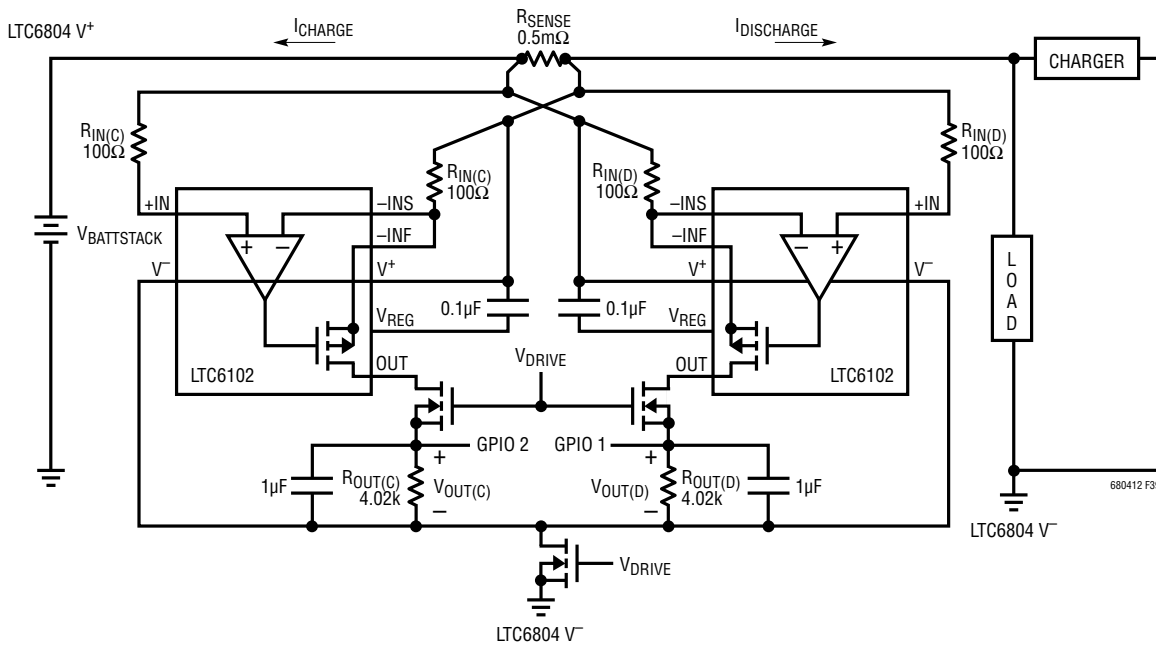 LTC6804 V+
ICHARGE
RSENSE
0.5mΩ
IDISCHARGE
CHARGER
RIN(C)
100Ω
RIN(C)
100Ω
RIN(D)
100Ω
RIN(D)
100Ω
+IN
–INS
–INS
+IN
–INF
–INF
+ –
– +
VBATTSTACK
V–
V+
V+
V–
LOAD
0.1µF
0.1µF
VREG
VREG
VDRIVE
OUT
OUT
LTC6102
LTC6102
GPIO 2
GPIO 1
+
+
1µF
ROUT(C)
4.02k
VOUT(C)
VOUT(D)
ROUT(D)
4.02k
1µF
–
–
680412 F39
LTC6804 V–
VDRIVE
LTC6804 V–